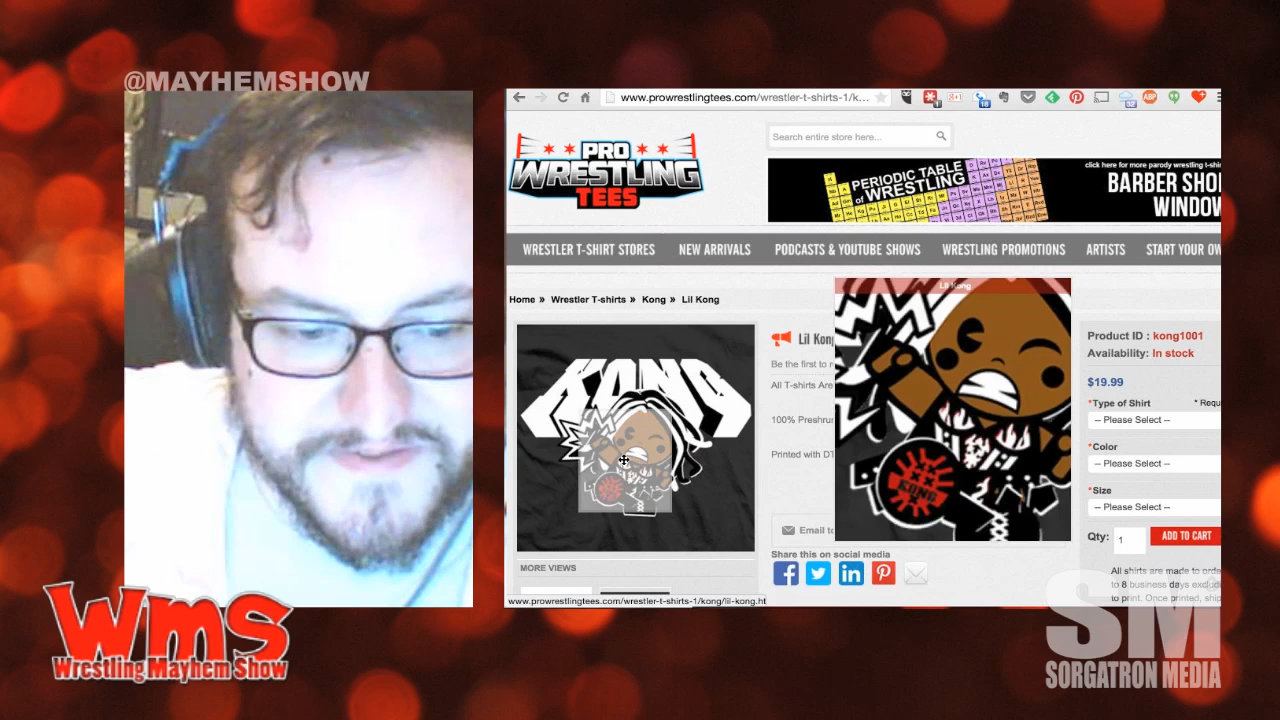 @MAYHEMSHOW
www.prowrestlingtees.com/wrestler-t-shirts-1/k...
PRO
WRESTLING
TEES
Search entire store here...
PERIODIC TABLE
of WRESTLING
click here for more parody wrestling t-shi
BARBER SHO
WINDOW
WRESTLER T-SHIRT STORES
NEW ARRIVALS
PODCASTS & YOUTUBE SHOWS
WRESTLING PROMOTIONS
ARTISTS
START YOUR OW
Home » Wrestler T-shirts » Kong » Lil Kong
KONG
KONG
Lil Kong
KONG
Lil Kong
Be the first to r
All T-shirts Are
100% Preshru
Printed with DT
Email to
Share this on social media
Product ID : kong1001
Availability: In stock
$19.99
*Type of Shirt
* Requ
-- Please Select --
*Color
-- Please Select --
*Size
-- Please Select --
Qty: 1
ADD TO CART
All shirts are made to orde
to 8 business days exclud
to print. Once printed, ship
MORE VIEWS
www.prowrestlingtees.com/wrestler-t-shirts-1/kong/lil-kong.ht
Wms
Wrestling Mayhem Show
SM
SORGATRON MEDIA